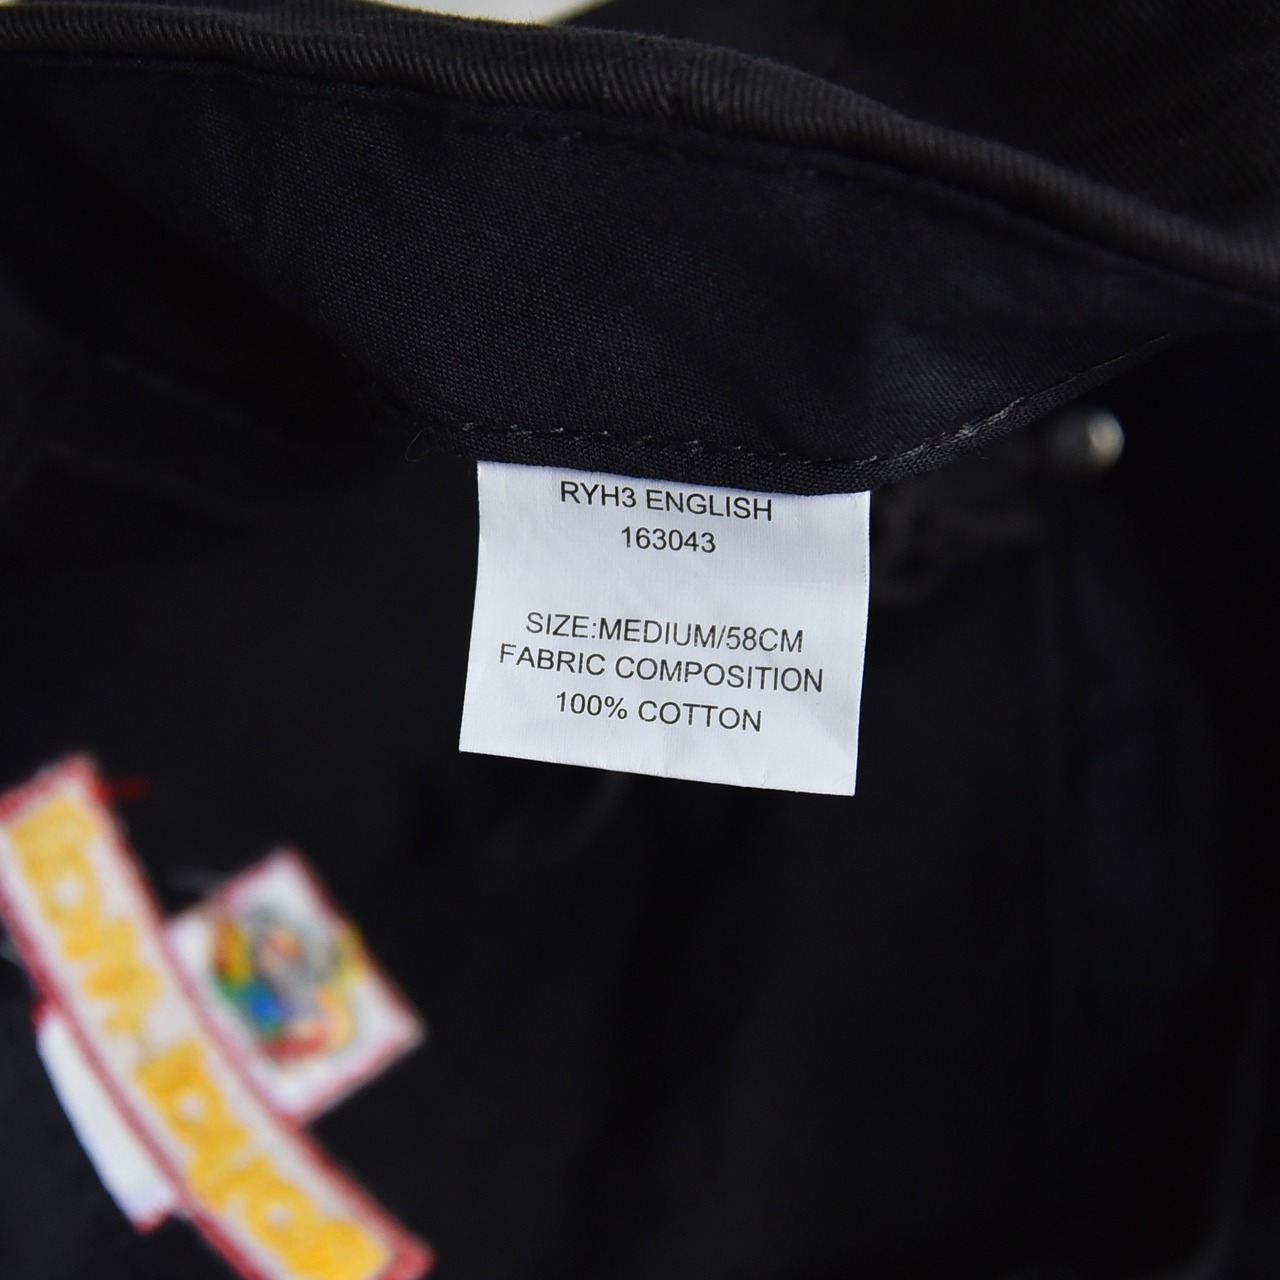 RYH3 ENGLISH
163043
SIZE:MEDIUM/58CM
FABRIC COMPOSITION
100% COTTON